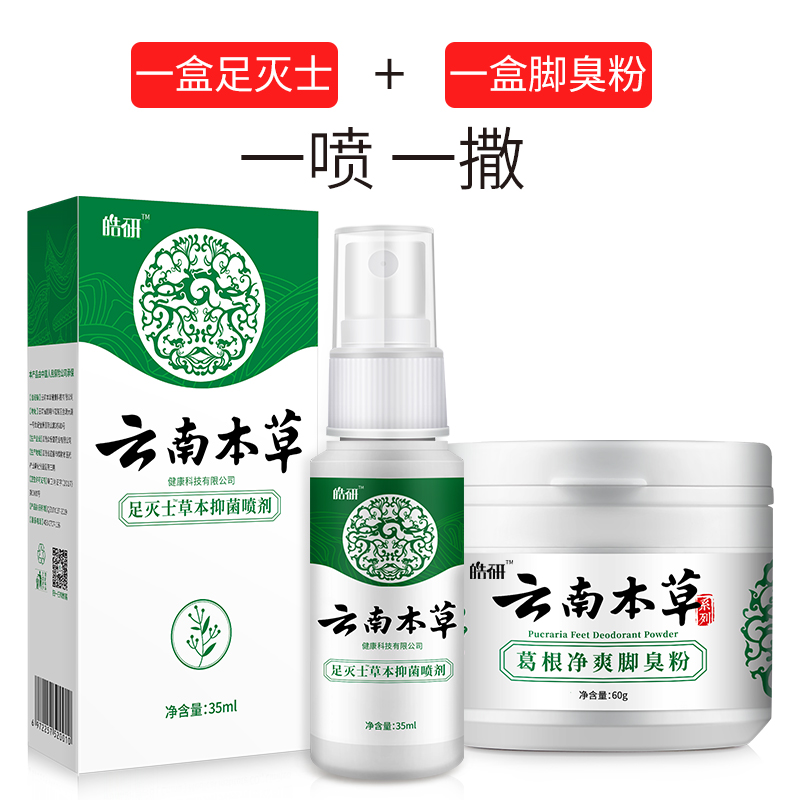 一盒足灭士 + 一盒脚臭粉
一喷 一撒
皓研™
云南本草
健康科技有限公司
足灭士草本抑菌喷剂
净含量:35ml
皓研™
云南本草
健康科技有限公司
足灭士草本抑菌喷剂
净含量:35ml
皓研™
云南本草
系列
Pucraria Feet Deodorant Powder
葛根净爽脚臭粉
净含量:60g